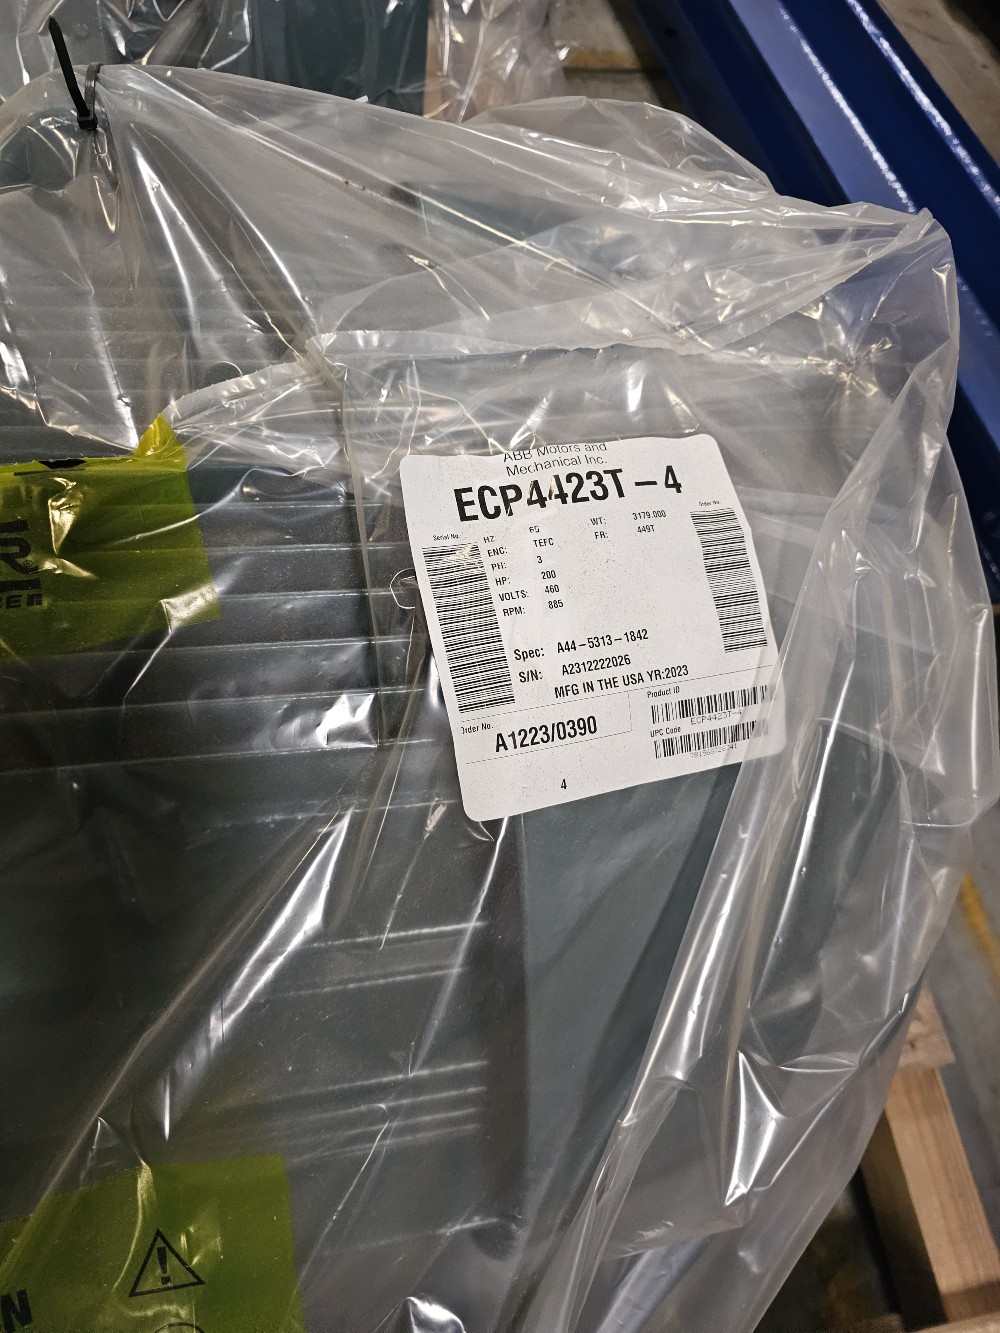 ABB Motors and
Mechanical Inc.
ECP4423T-4
Serial No.
Order No.
HZ 60
WT: 3179.000
ENC: TEFC
FR: 449T
PH: 3
HP: 200
VOLTS: 460
RPM: 885
Spec: A44-5313-1842
S/N: A2312222026
MFG IN THE USA YR:2023
Order No.
A1223/0390
4
Product ID
ECP4423T-4
UPC Code